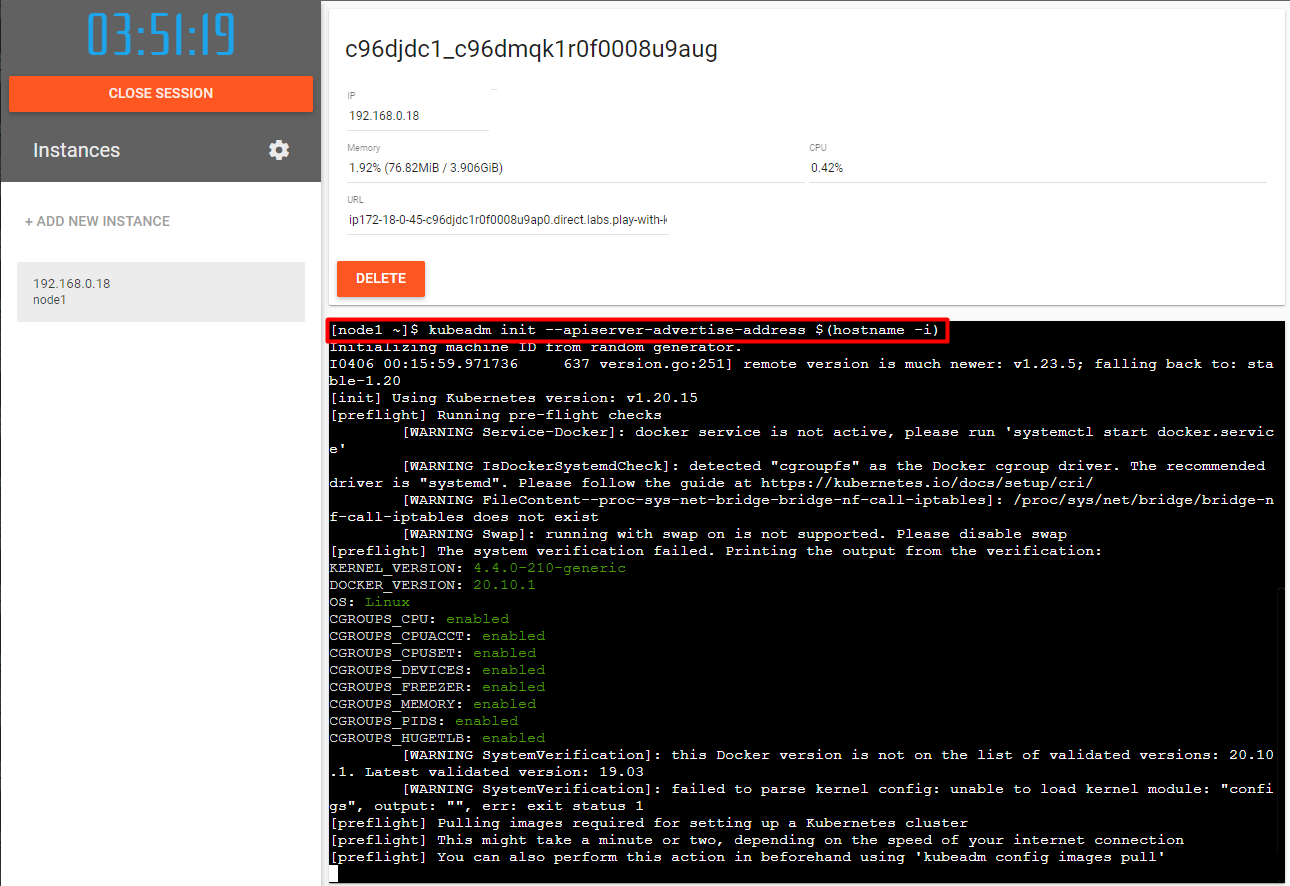 03:51:19
CLOSE SESSION
Instances
+ ADD NEW INSTANCE
192.168.0.18
node1
c96djdc1_c96dmqk1r0f0008u9aug
IP
192.168.0.18
Memory
1.92% (76.82MiB / 3.906GiB)
CPU
0.42%
URL
ip172-18-0-45-c96djdc1r0f0008u9ap0.direct.labs.play-with-k
DELETE
[node1 ~]$ kubeadm init --apiserver-advertise-address $(hostname -i)
Initializing machine ID from random generator.
I0406 00:15:59.971736     637 version.go:251] remote version is much newer: v1.23.5; falling back to: sta
ble-1.20
[init] Using Kubernetes version: v1.20.15
[preflight] Running pre-flight checks
        [WARNING Service-Docker]: docker service is not active, please run 'systemctl start docker.servic
e'
        [WARNING IsDockerSystemdCheck]: detected "cgroupfs" as the Docker cgroup driver. The recommended
driver is "systemd". Please follow the guide at https://kubernetes.io/docs/setup/cri/
        [WARNING FileContent--proc-sys-net-bridge-bridge-nf-call-iptables]: /proc/sys/net/bridge/bridge-n
f-call-iptables does not exist
        [WARNING Swap]: running with swap on is not supported. Please disable swap
[preflight] The system verification failed. Printing the output from the verification:
KERNEL_VERSION: 4.4.0-210-generic
DOCKER_VERSION: 20.10.1
OS: Linux
CGROUPS_CPU: enabled
CGROUPS_CPUACCT: enabled
CGROUPS_CPUSET: enabled
CGROUPS_DEVICES: enabled
CGROUPS_FREEZER: enabled
CGROUPS_MEMORY: enabled
CGROUPS_PIDS: enabled
CGROUPS_HUGETLB: enabled
        [WARNING SystemVerification]: this Docker version is not on the list of validated versions: 20.10
.1. Latest validated version: 19.03
        [WARNING SystemVerification]: failed to parse kernel config: unable to load kernel module: "confi
gs", output: "", err: exit status 1
[preflight] Pulling images required for setting up a Kubernetes cluster
[preflight] This might take a minute or two, depending on the speed of your internet connection
[preflight] You can also perform this action in beforehand using 'kubeadm config images pull'